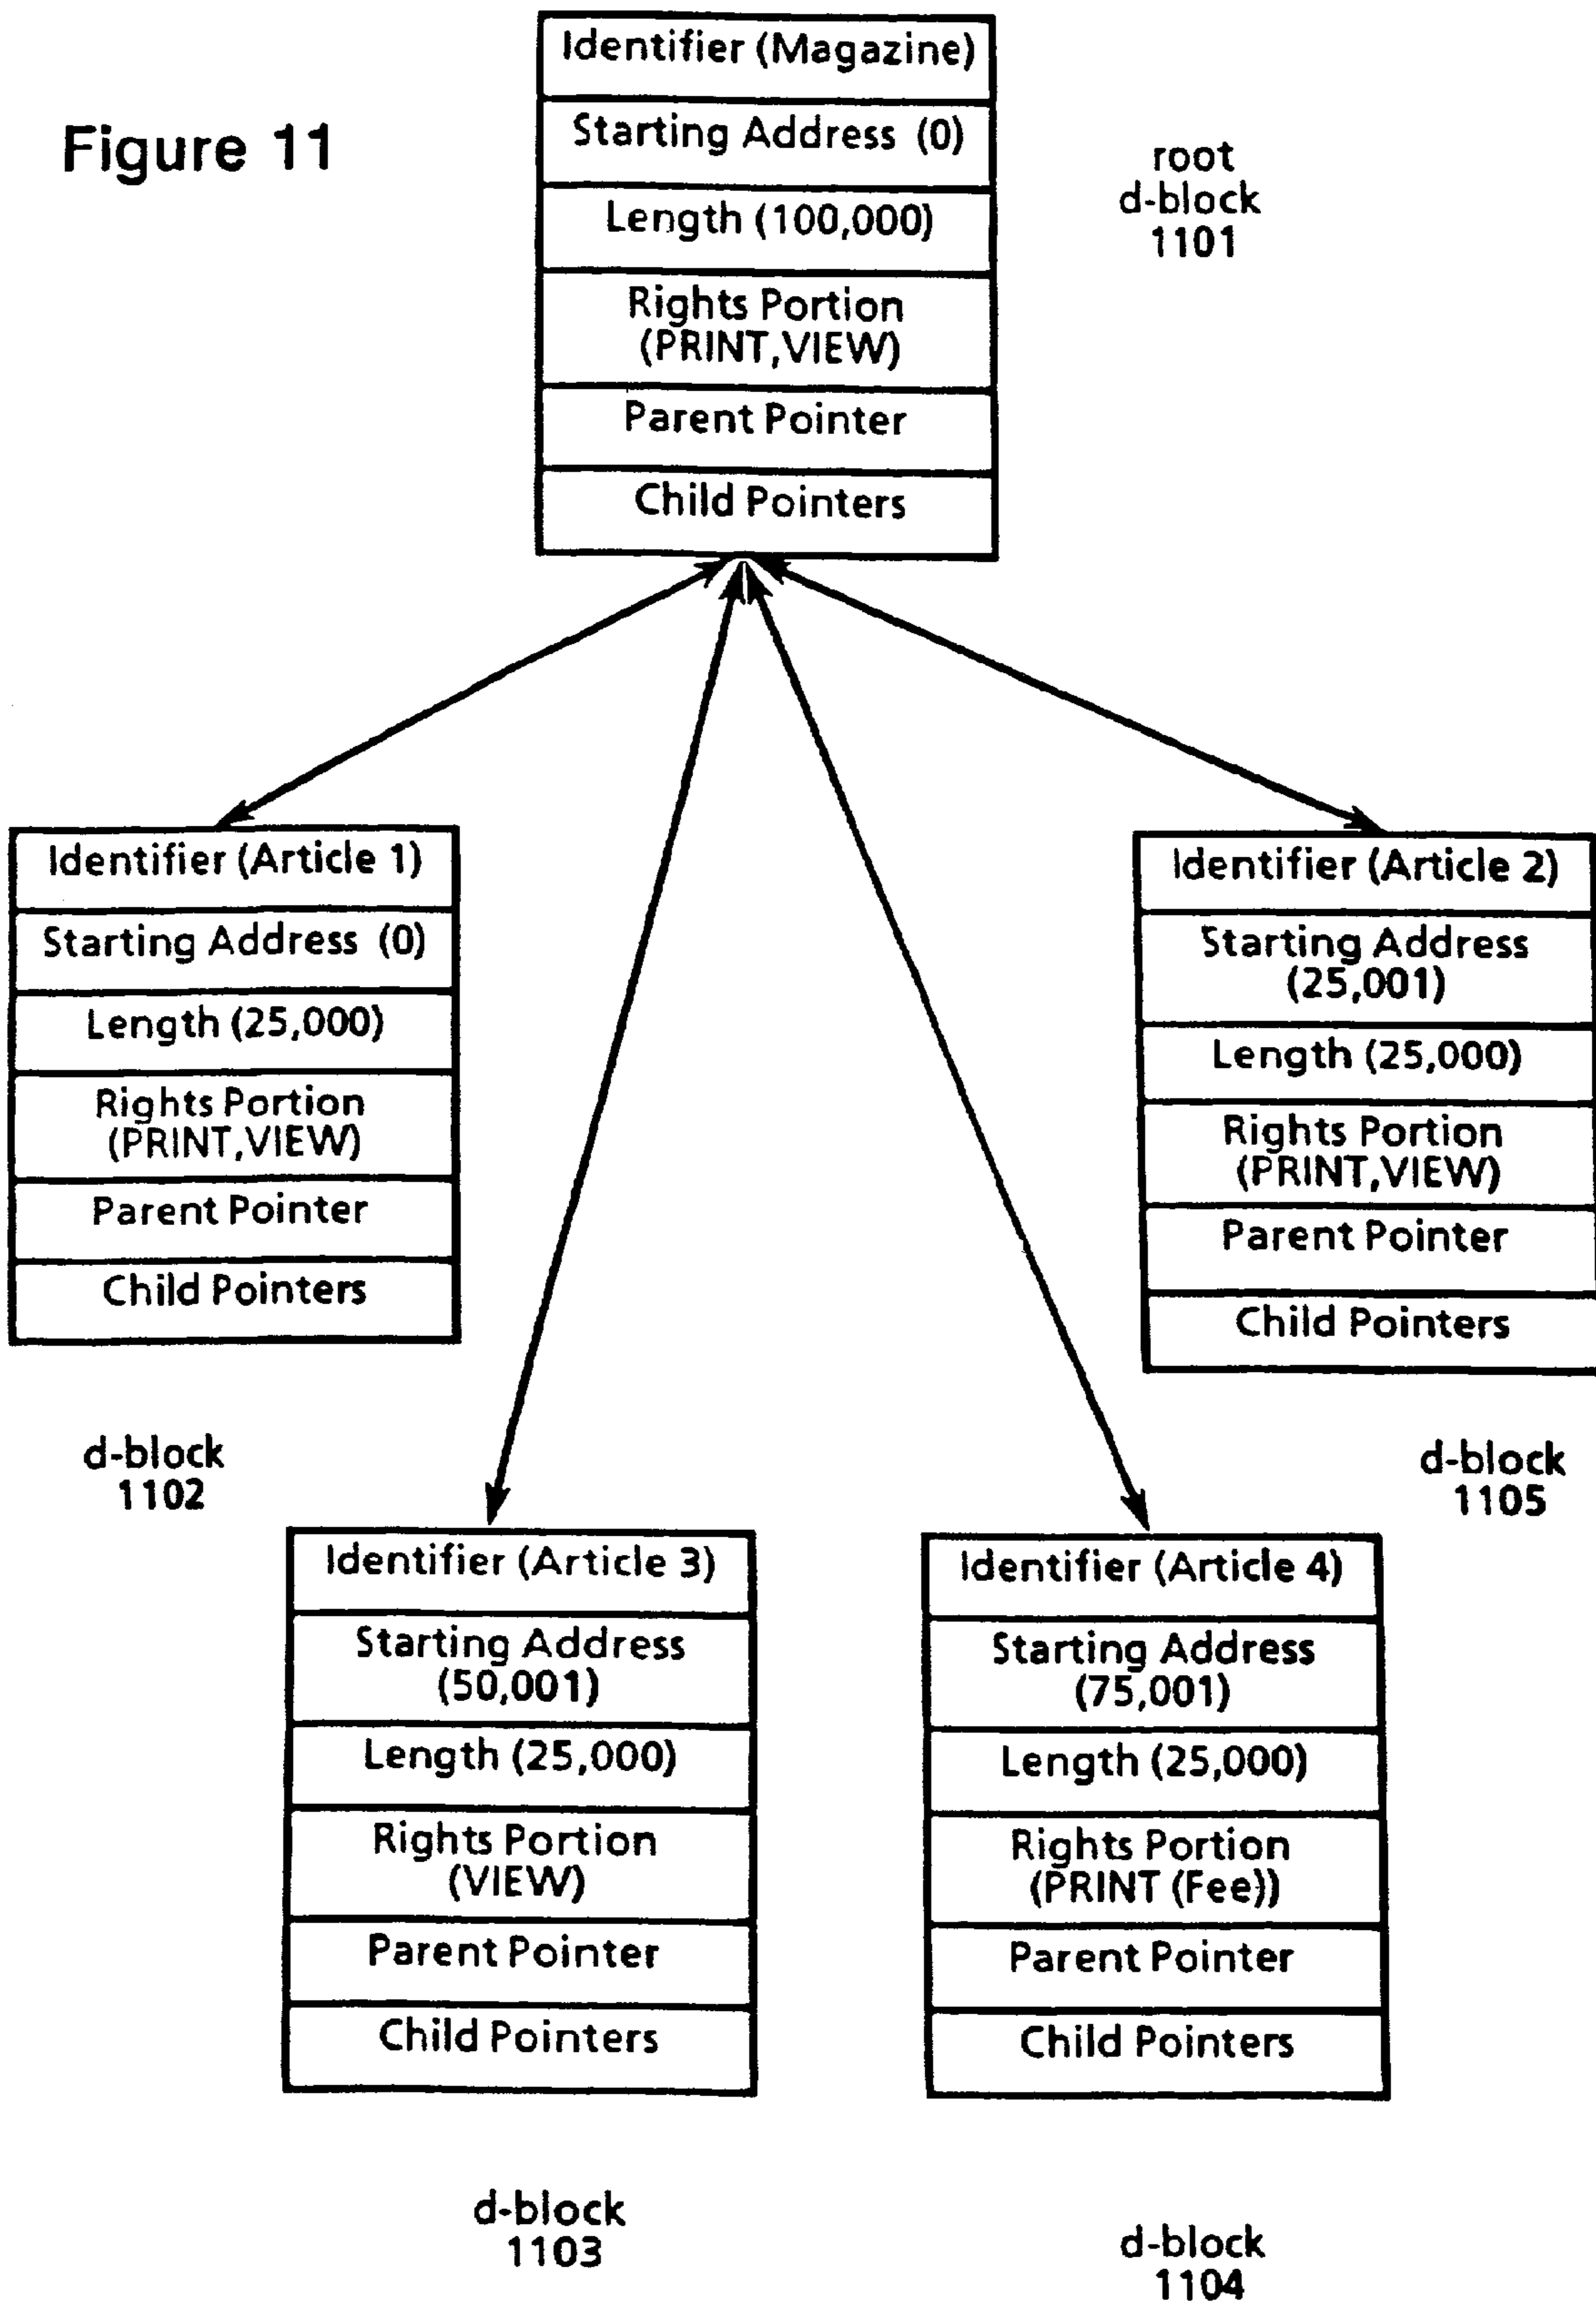 Figure 11
Identifier (Magazine)
Starting Address (0)
Length (100,000)
Rights Portion
(PRINT,VIEW)
Parent Pointer
Child Pointers
root
d-block
1101
Identifier (Article 1)
Starting Address (0)
Length (25,000)
Rights Portion
(PRINT,VIEW)
Parent Pointer
Child Pointers
d-block
1102
Identifier (Article 2)
Starting Address
(25,001)
Length (25,000)
Rights Portion
(PRINT,VIEW)
Parent Pointer
Child Pointers
d-block
1105
Identifier (Article 3)
Starting Address
(50,001)
Length (25,000)
Rights Portion
(VIEW)
Parent Pointer
Child Pointers
d-block
1103
Identifier (Article 4)
Starting Address
(75,001)
Length (25,000)
Rights Portion
(PRINT (Fee))
Parent Pointer
Child Pointers
d-block
1104